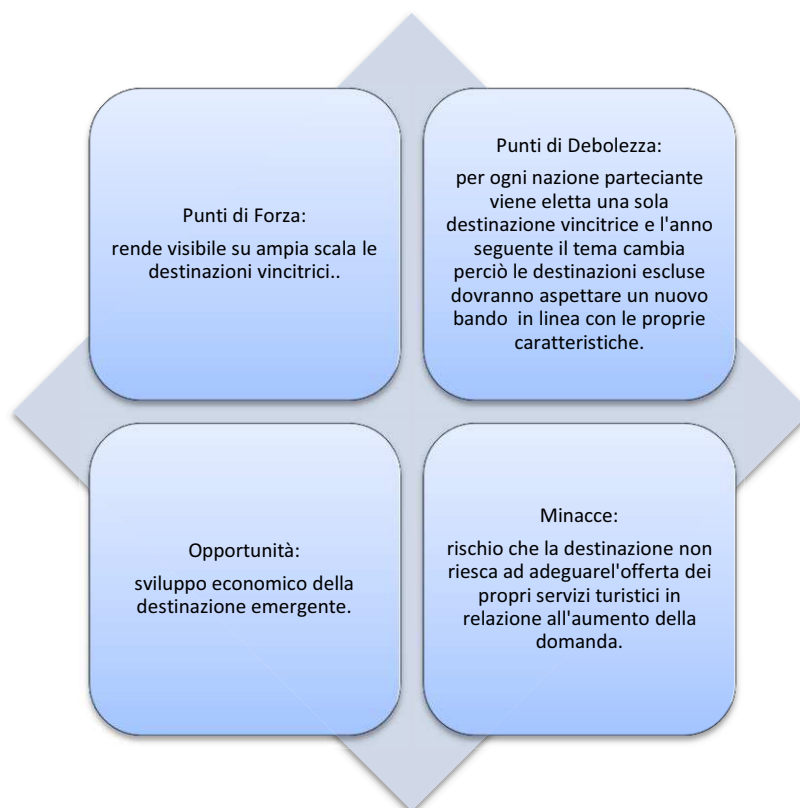 Punti di Forza:
rende visibile su ampia scala le
destinazioni vincitrici..
Punti di Debolezza:
per ogni nazione parteciante
viene eletta una sola
destinazione vincitrice e l'anno
seguente il tema cambia
perciò le destinazioni escluse
dovranno aspettare un nuovo
bando  in linea con le proprie
caratteristiche.
Opportunità:
sviluppo economico della
destinazione emergente.
Minacce:
rischio che la destinazione non
riesca ad adeguarel'offerta dei
propri servizi turistici in
relazione all'aumento della
domanda.